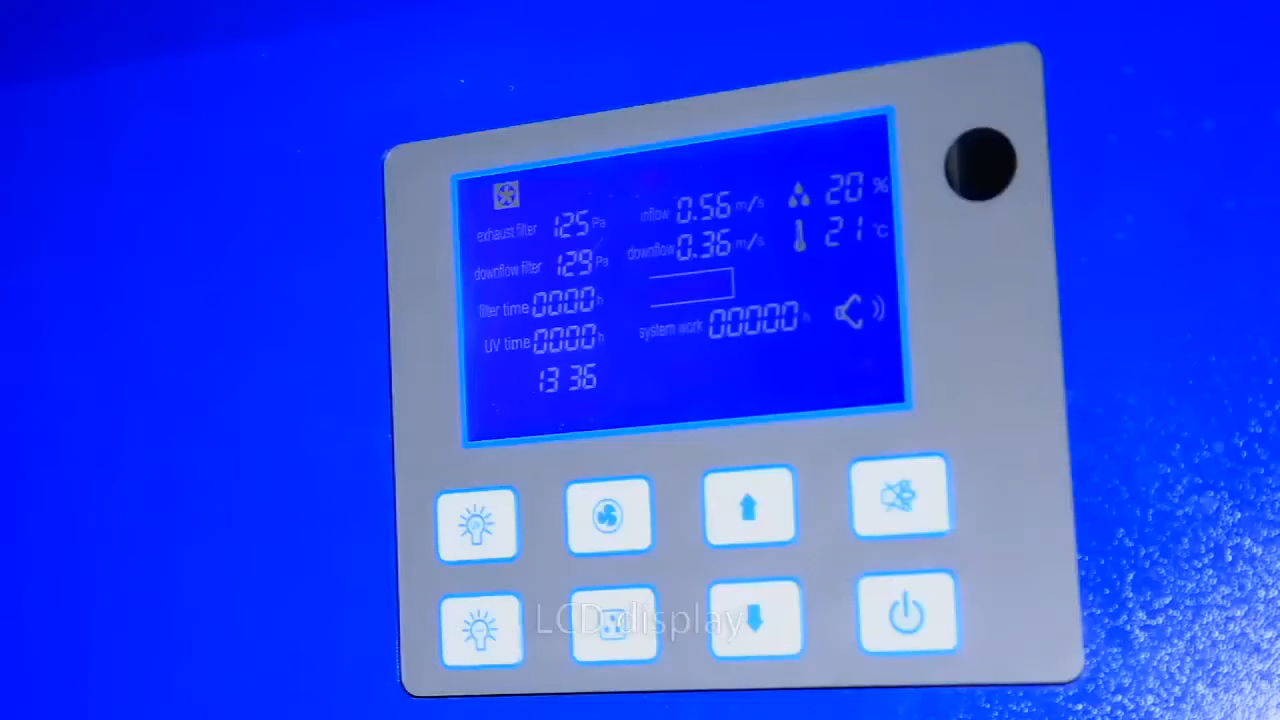 exhaust filter 125 Pa
downflow filter 129 Pa
filter time 0000 h
UV time 0000 h
13 36
inflow 0.56 m/s
downflow 0.36 m/s
system work 00000 h
20 %
21 °C
LCD display